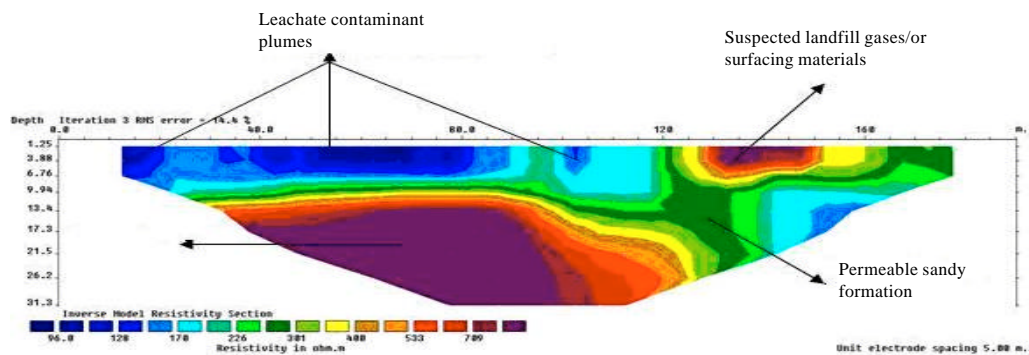 Leachate contaminant
plumes
Suspected landfill gases/or
surfacing materials
Depth Iteration 3 RMS error = 14.4 %
0.0 40.0 80.0 120 160 m.
1.25
3.88
6.76
9.94
13.4
17.3
21.5
26.2
31.3
Permeable sandy
formation
Inverse Model Resistivity Section
96.0 128 170 226 301 400 533 709
Resistivity in ohm.m
Unit electrode spacing 5.00 m.